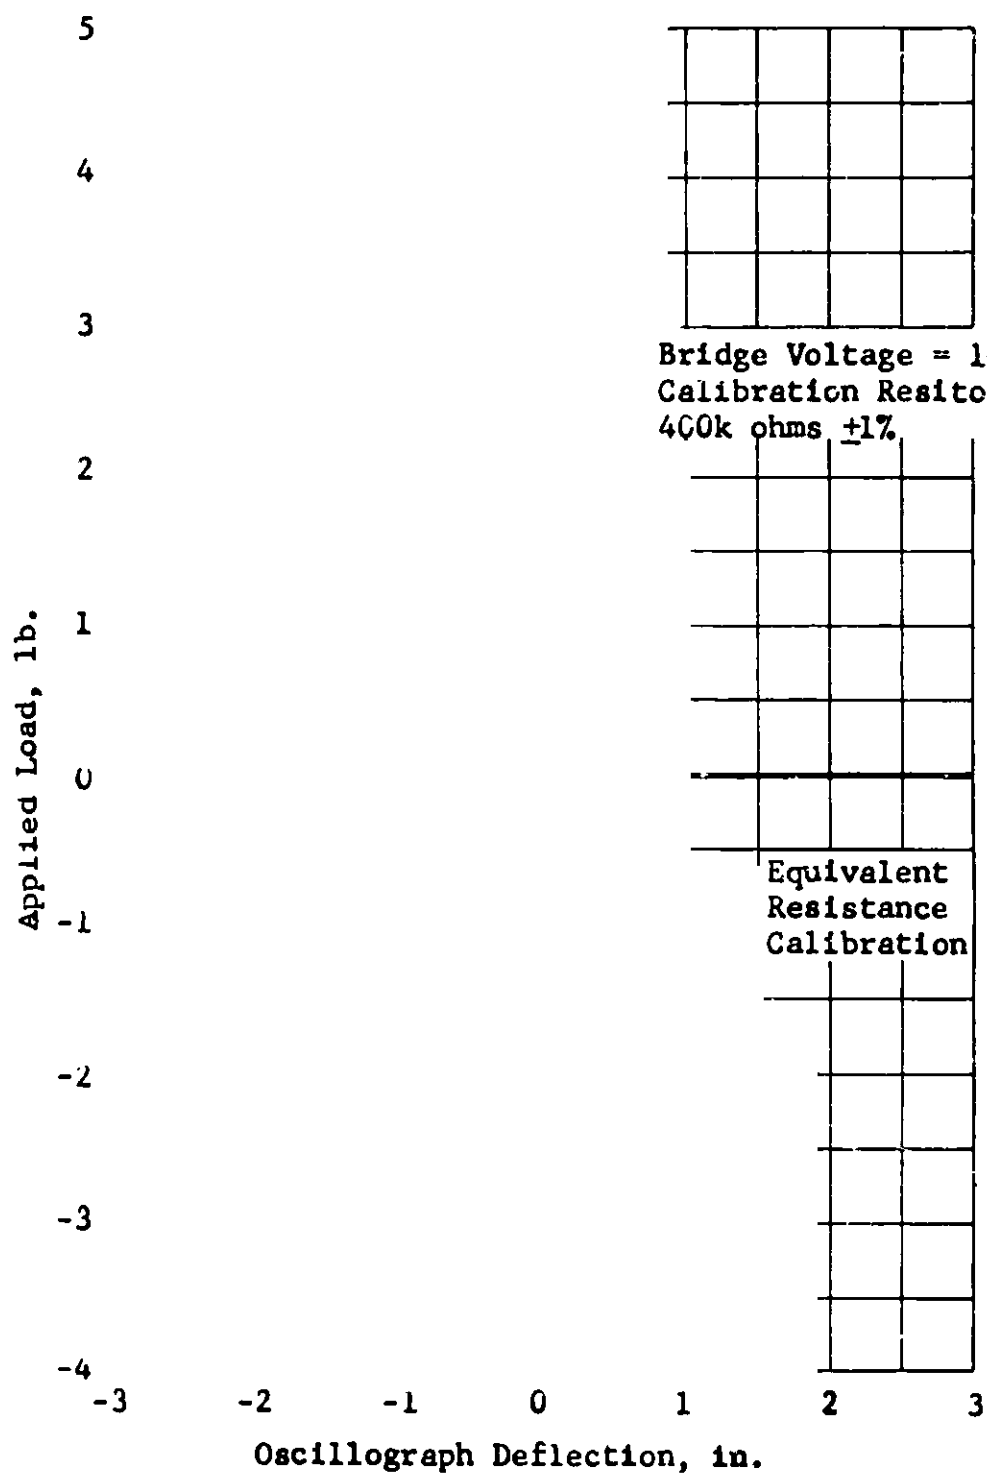 5
4
3
Bridge Voltage = 1
Calibration Resito
400k ohms ±1%
2
1
Applied Load, lb.
0
Equivalent
Resistance
Calibration
-1
-2
-3
-4
-3 -2 -1 0 1 2 3
Oscillograph Deflection, in.